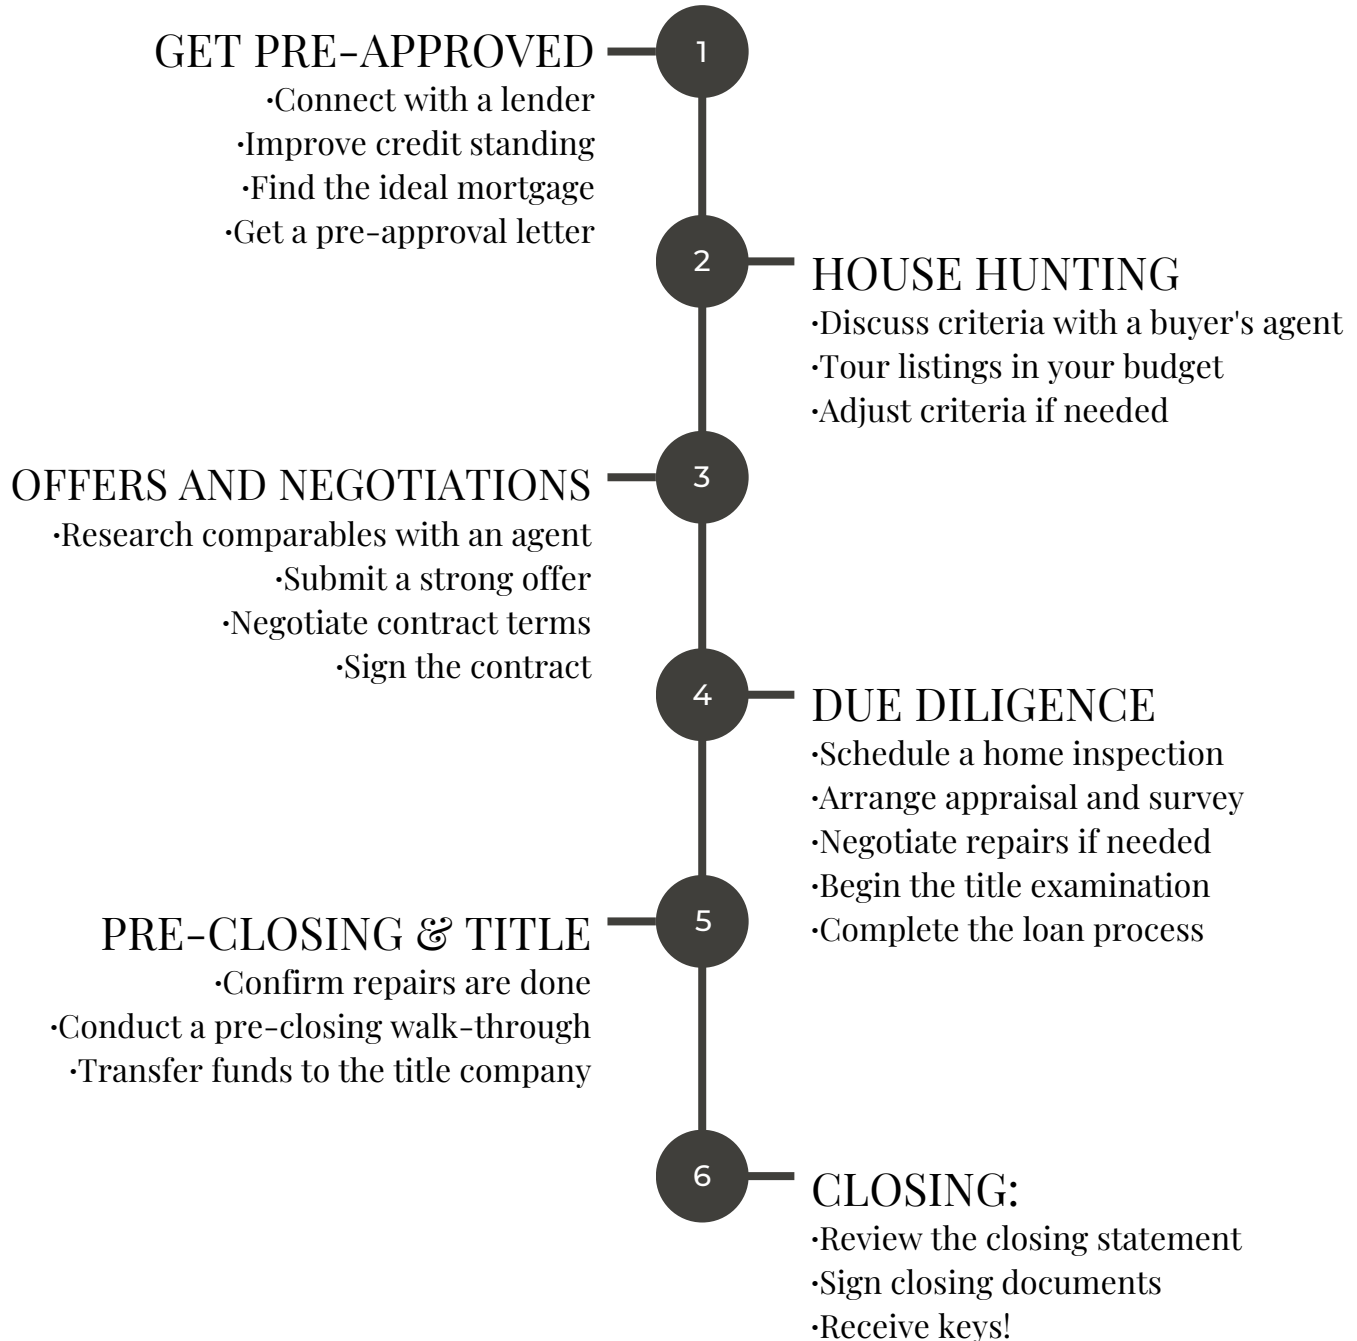 1
GET PRE-APPROVED
·Connect with a lender
·Improve credit standing
·Find the ideal mortgage
·Get a pre-approval letter
2
HOUSE HUNTING
·Discuss criteria with a buyer's agent
·Tour listings in your budget
·Adjust criteria if needed
3
OFFERS AND NEGOTIATIONS
·Research comparables with an agent
·Submit a strong offer
·Negotiate contract terms
·Sign the contract
4
DUE DILIGENCE
·Schedule a home inspection
·Arrange appraisal and survey
·Negotiate repairs if needed
·Begin the title examination
·Complete the loan process
5
PRE-CLOSING & TITLE
·Confirm repairs are done
·Conduct a pre-closing walk-through
·Transfer funds to the title company
6
CLOSING:
·Review the closing statement
·Sign closing documents
·Receive keys!